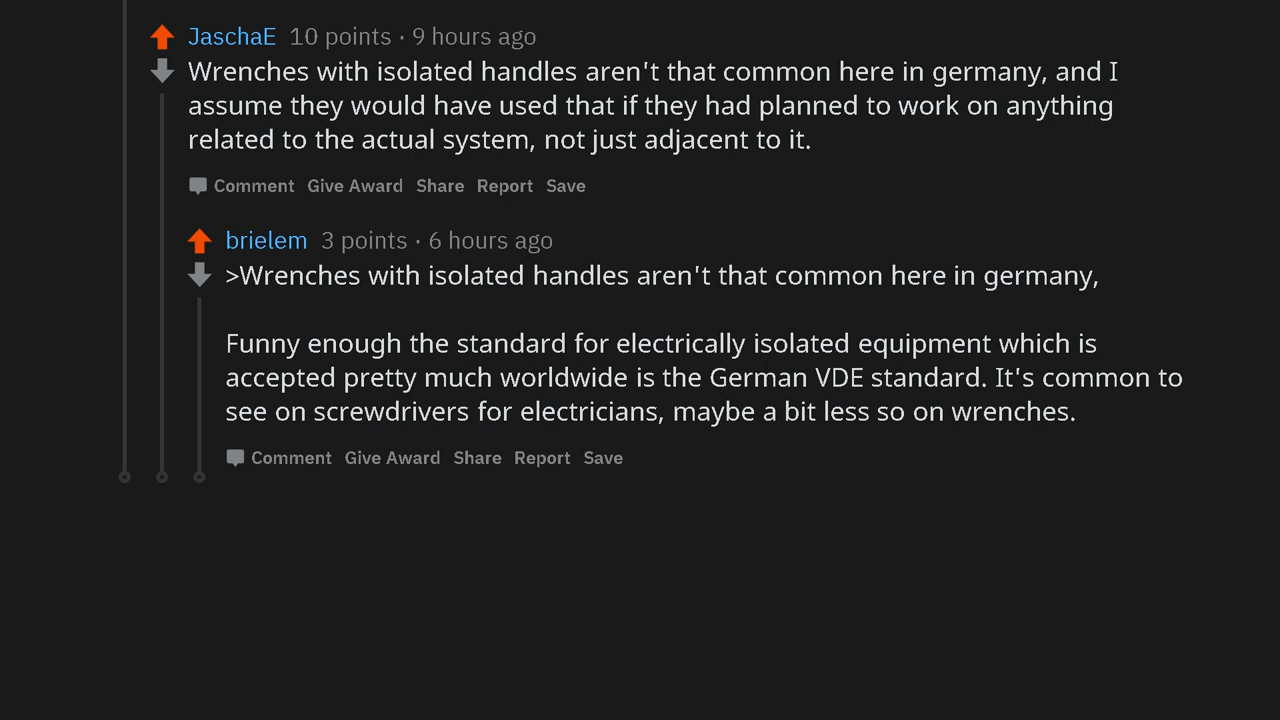 JaschaE 10 points · 9 hours ago
Wrenches with isolated handles aren't that common here in germany, and I
assume they would have used that if they had planned to work on anything
related to the actual system, not just adjacent to it.
Comment Give Award Share Report Save
brielem 3 points · 6 hours ago
>Wrenches with isolated handles aren't that common here in germany,
Funny enough the standard for electrically isolated equipment which is
accepted pretty much worldwide is the German VDE standard. It's common to
see on screwdrivers for electricians, maybe a bit less so on wrenches.
Comment Give Award Share Report Save